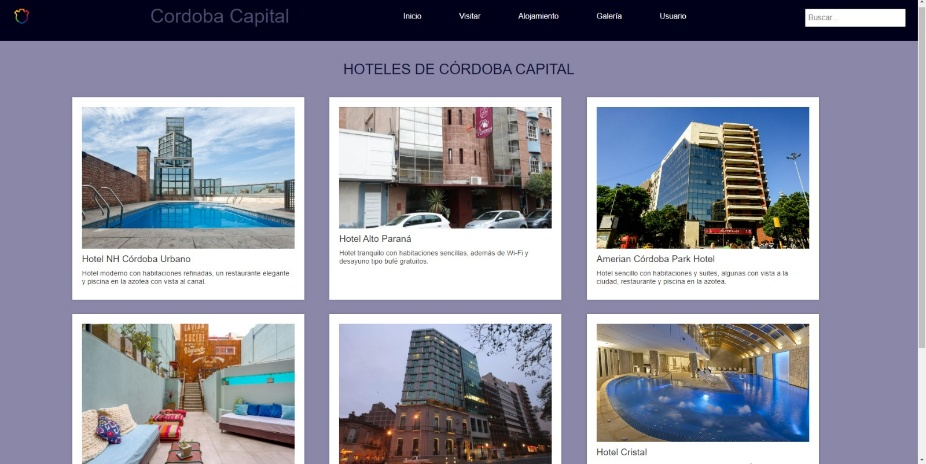 Cordoba Capital
Inicio
Visitar
Alojamiento
Galería
Usuario
Buscar...
HOTELES DE CÓRDOBA CAPITAL
Hotel NH Córdoba Urbano
Hotel moderno con habitaciones refinadas, un restaurante elegante
y piscina en la azotea con vista al canal.
Hotel Alto Paraná
Hotel tranquilo con habitaciones sencillas, además de Wi-Fi y
desayuno tipo bufé gratuitos.
Amerian Córdoba Park Hotel
Hotel sencillo con habitaciones y suites, algunas con vista a la
ciudad, restaurante y piscina en la azotea.
Hotel Cristal